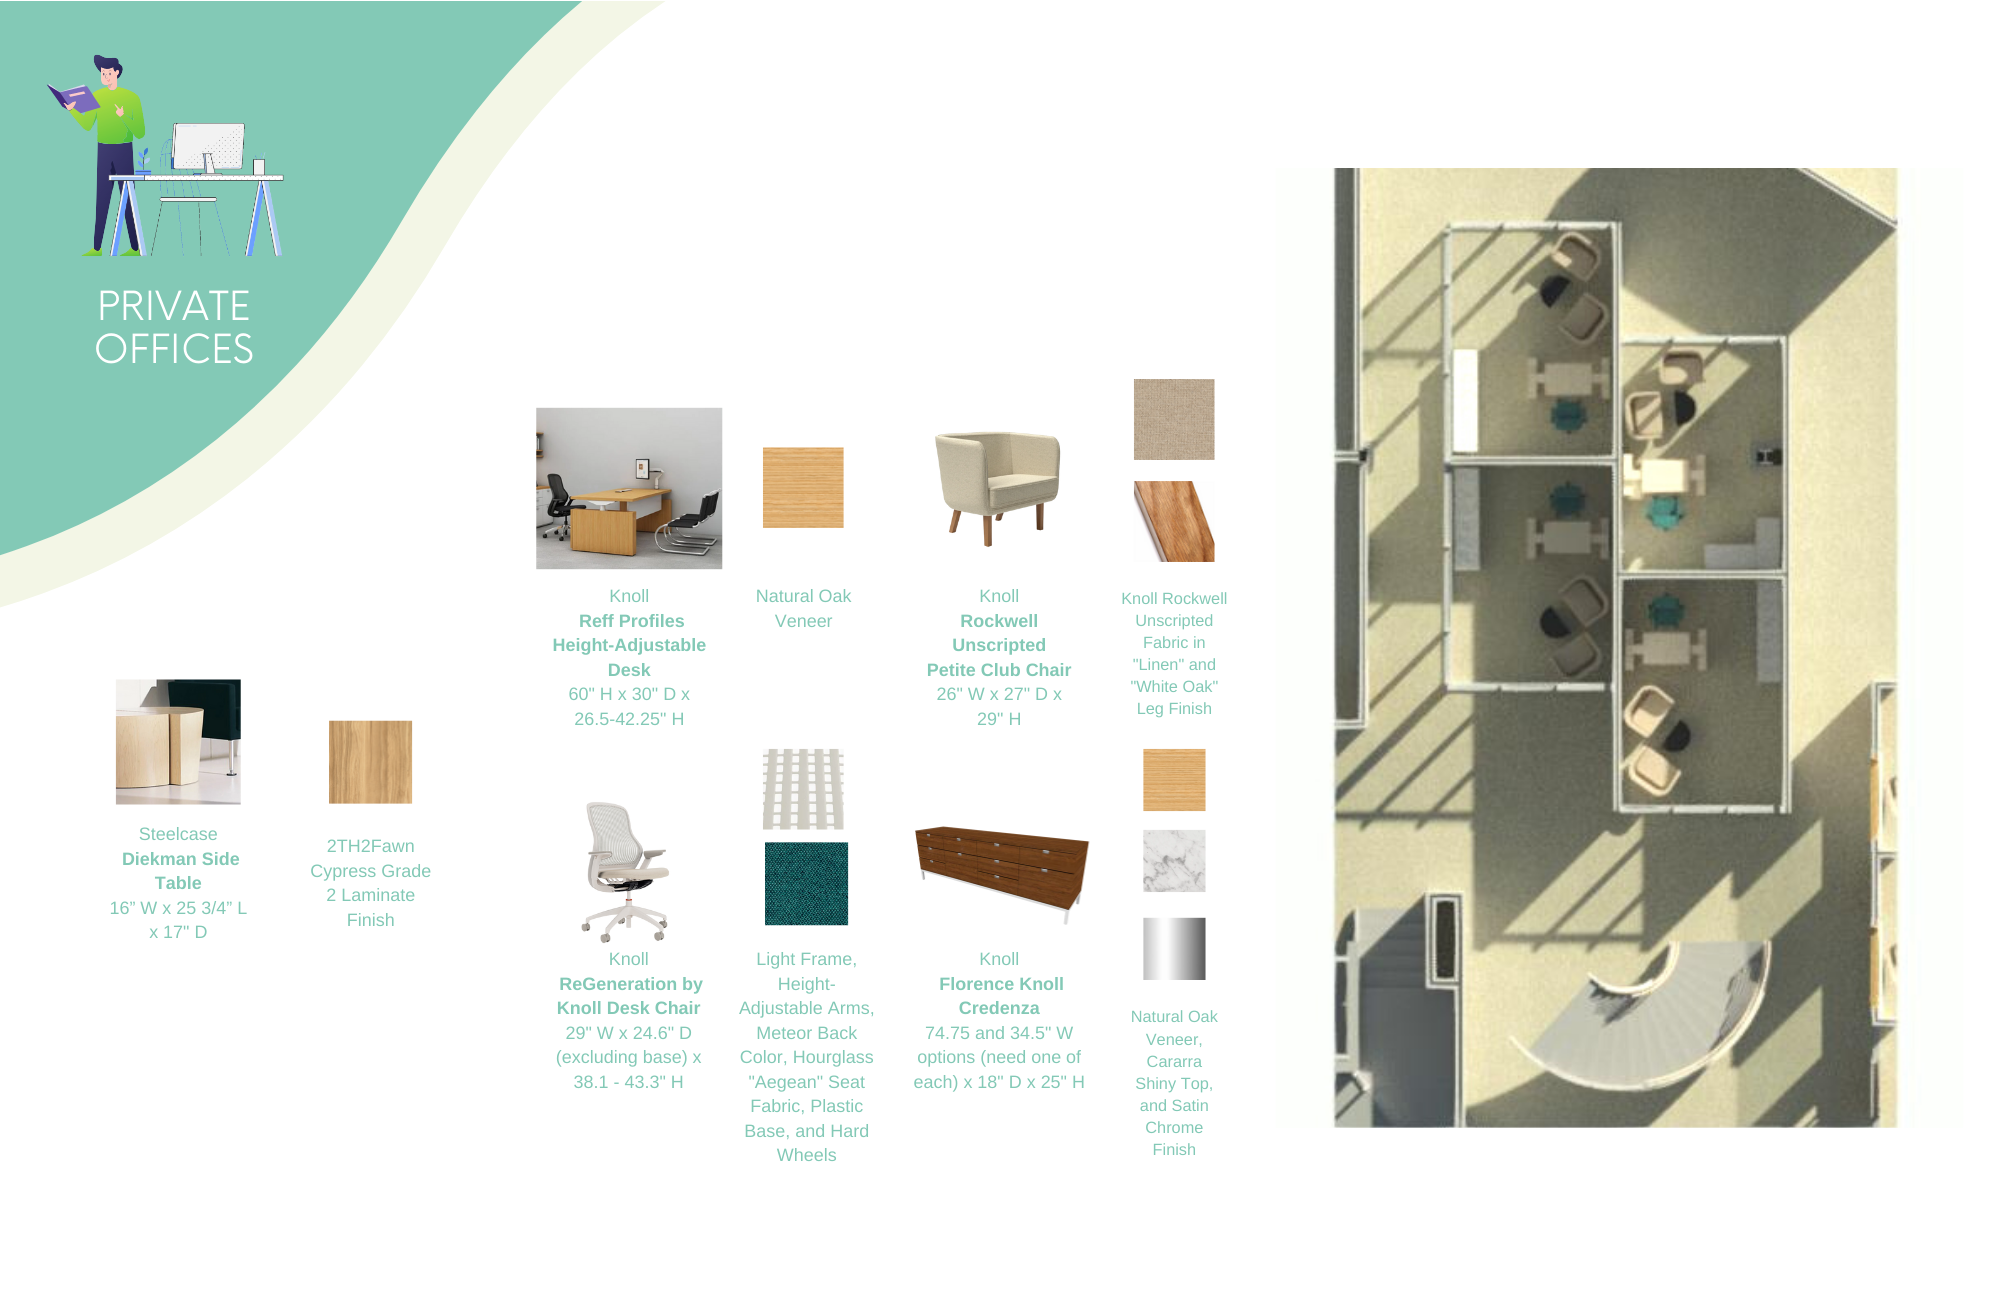 PRIVATE
OFFICES
Steelcase
Diekman Side
Table
16” W x 25 3/4” L
x 17" D
2TH2Fawn
Cypress Grade
2 Laminate
Finish
Knoll
Reff Profiles
Height-Adjustable
Desk
60" H x 30" D x
26.5-42.25" H
Natural Oak
Veneer
Knoll
Rockwell
Unscripted
Petite Club Chair
26" W x 27" D x
29" H
Knoll Rockwell
Unscripted
Fabric in
"Linen" and
"White Oak"
Leg Finish
Knoll
ReGeneration by
Knoll Desk Chair
29" W x 24.6" D
(excluding base) x
38.1 - 43.3" H
Light Frame,
Height-
Adjustable Arms,
Meteor Back
Color, Hourglass
"Aegean" Seat
Fabric, Plastic
Base, and Hard
Wheels
Knoll
Florence Knoll
Credenza
74.75 and 34.5" W
options (need one of
each) x 18" D x 25" H
Natural Oak
Veneer,
Cararra
Shiny Top,
and Satin
Chrome
Finish